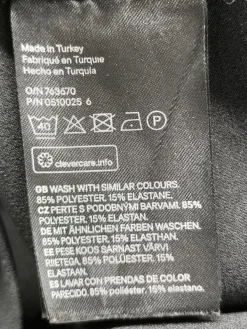 Made in Turkey
Fabriqué en Turquie
Hecho en Turquia
O/N 763670
P/N 0510025 6
40
P
clevercare.info
GB WASH WITH SIMILAR COLOURS.
85% POLYESTER, 15% ELASTANE.
CZ PERTE S PODOBNÝMI BARVAMI. 85%
POLYESTER, 15% ELASTAN.
DE MIT ÄHNLICHEN FARBEN WASCHEN.
85% POLYESTER, 15% ELASTHAN.
EE PESE KOOS SARNAST VÄRVI
RIIETEGA. 85% POLÜESTER, 15%
ELASTAAN.
ES LAVAR CON PRENDAS DE COLOR
PARECIDO. 85% poliéster, 15% elastano.